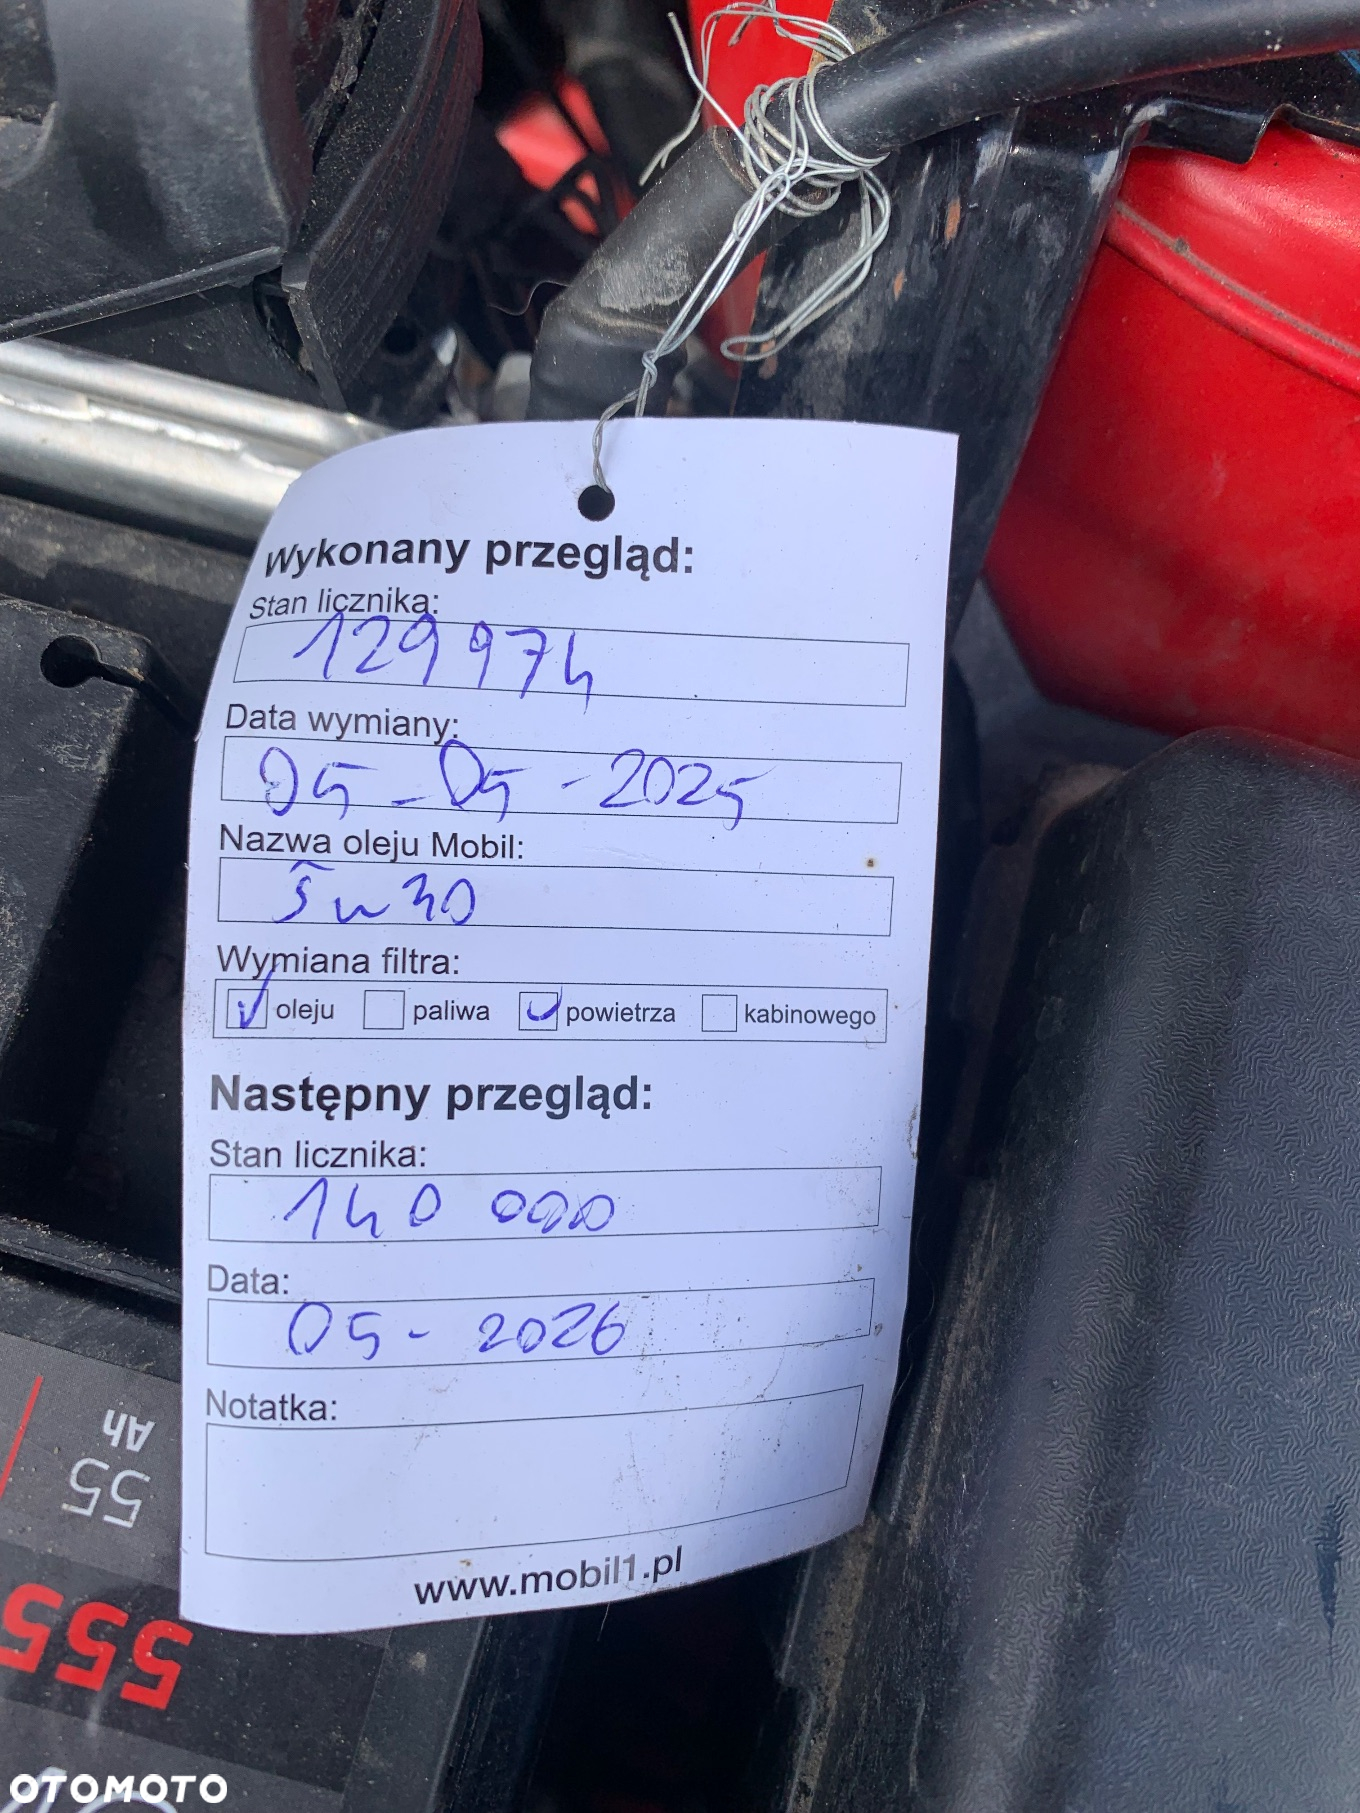 Wykonany przegląd:
Stan licznika:
129974
Data wymiany:
05-05-2025
Nazwa oleju Mobil:
5w30
Wymiana filtra:
oleju paliwa powietrza kabinowego
Następny przegląd:
Stan licznika:
140 000
Data:
05-2026
Notatka:
www.mobil1.pl
Ah
55
555
OTOMOTO